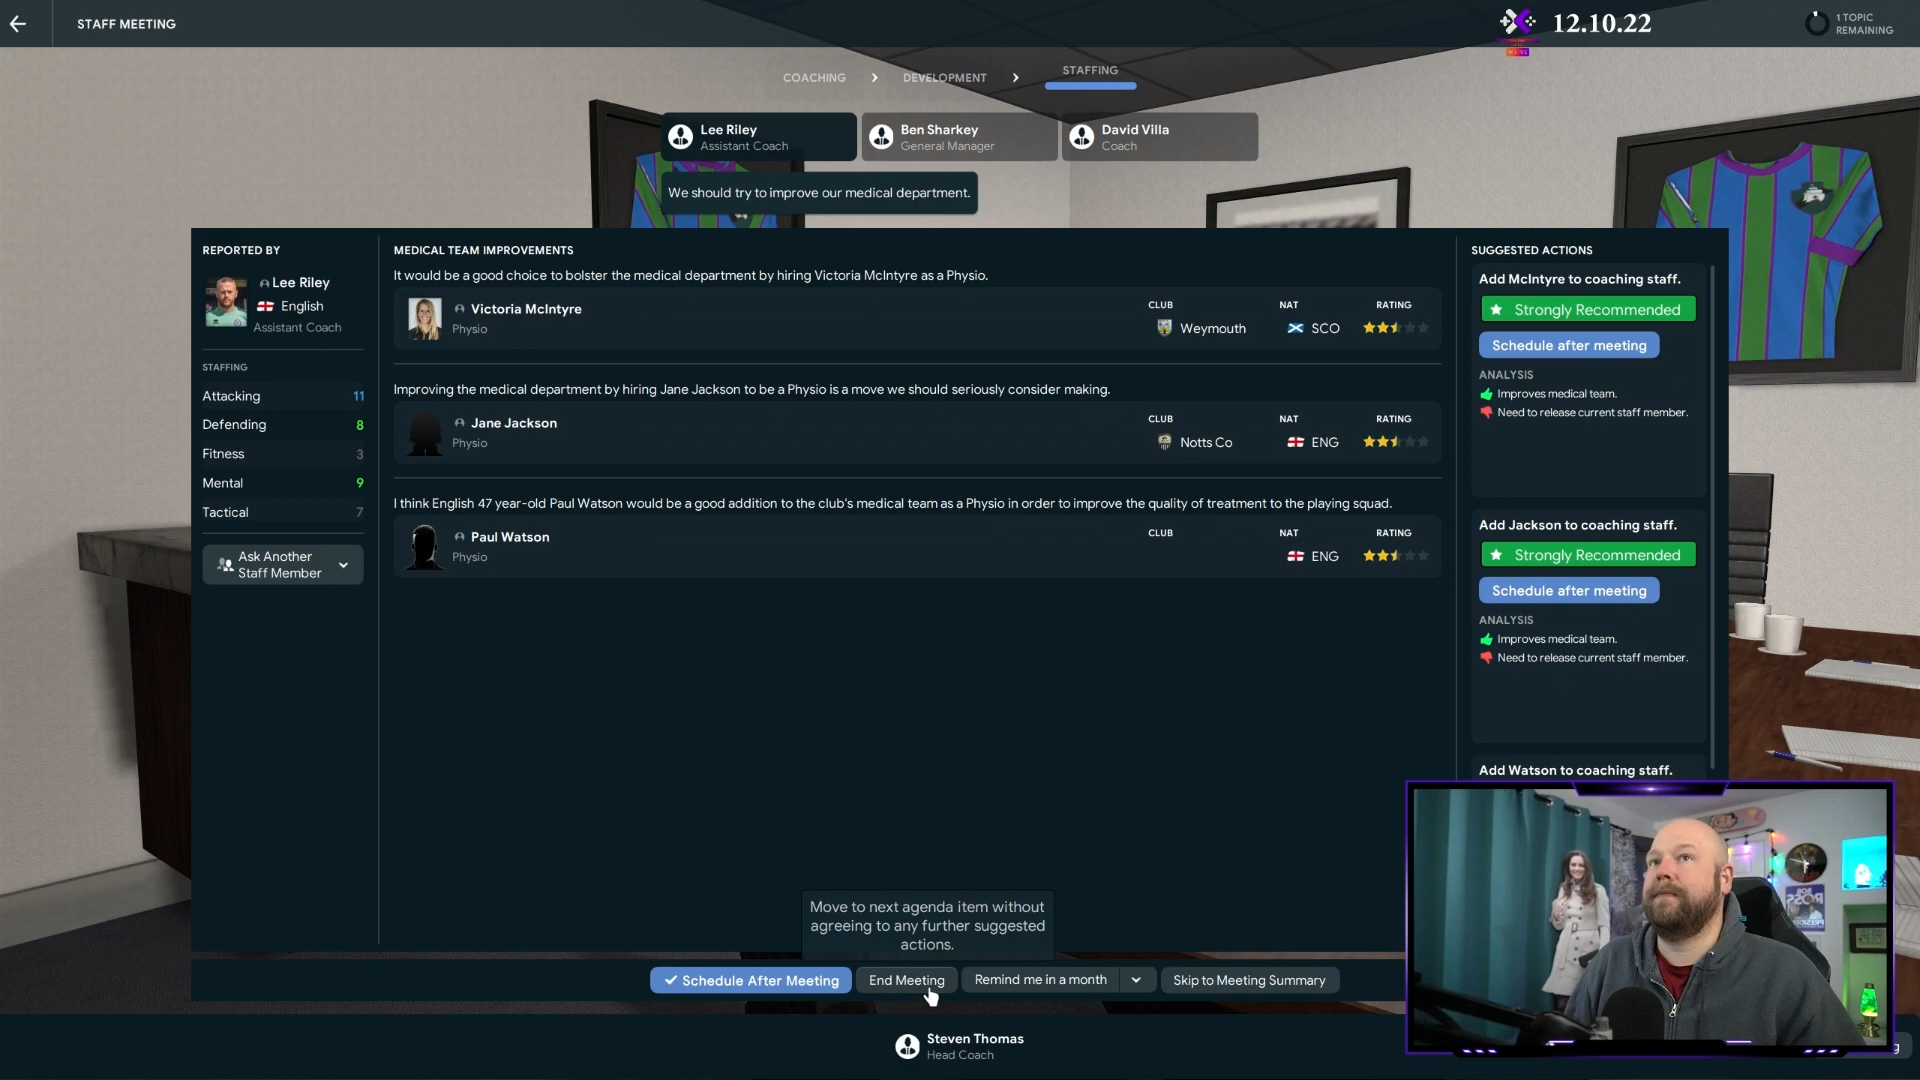 STAFF MEETING
12.10.22
1 TOPIC
REMAINING
COACHING
DEVELOPMENT
STAFFING
Lee Riley
Assistant Coach
Ben Sharkey
General Manager
David Villa
Coach
We should try to improve our medical department.
REPORTED BY
Lee Riley
English
Assistant Coach
STAFFING
Attacking 11
Defending 8
Fitness 3
Mental 9
Tactical 7
Ask Another
Staff Member
MEDICAL TEAM IMPROVEMENTS
It would be a good choice to bolster the medical department by hiring Victoria McIntyre as a Physio.
Victoria McIntyre
Physio
CLUB NAT RATING
Weymouth SCO
Improving the medical department by hiring Jane Jackson to be a Physio is a move we should seriously consider making.
Jane Jackson
Physio
CLUB NAT RATING
Notts Co ENG
I think English 47 year-old Paul Watson would be a good addition to the club's medical team as a Physio in order to improve the quality of treatment to the playing squad.
Paul Watson
Physio
CLUB NAT RATING
ENG
SUGGESTED ACTIONS
Add McIntyre to coaching staff.
Strongly Recommended
Schedule after meeting
ANALYSIS
Improves medical team.
Need to release current staff member.
Add Jackson to coaching staff.
Strongly Recommended
Schedule after meeting
ANALYSIS
Improves medical team.
Need to release current staff member.
Add Watson to coaching staff.
Move to next agenda item without
agreeing to any further suggested
actions.
Schedule After Meeting
End Meeting
Remind me in a month
Skip to Meeting Summary
Steven Thomas
Head Coach